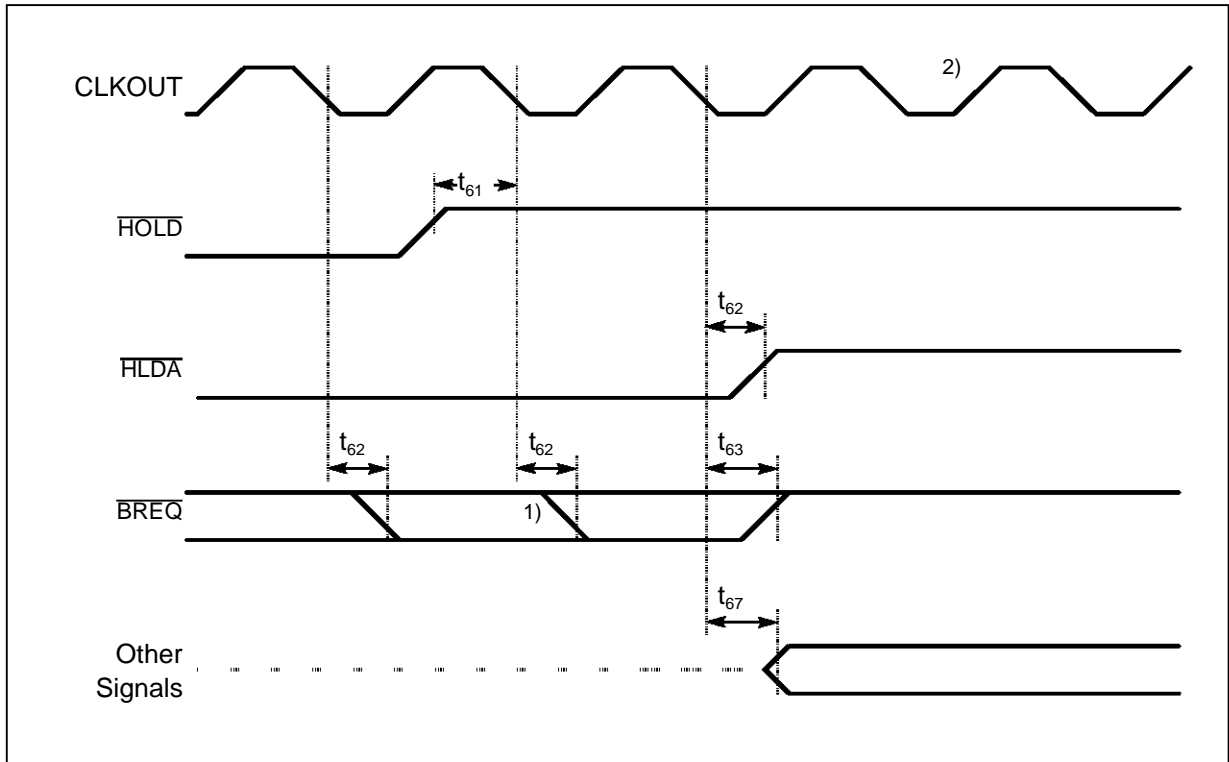 CLKOUT
2)
t61
HOLD
t62
HLDA
t62
t62
t63
BREQ
1)
t67
Other
Signals